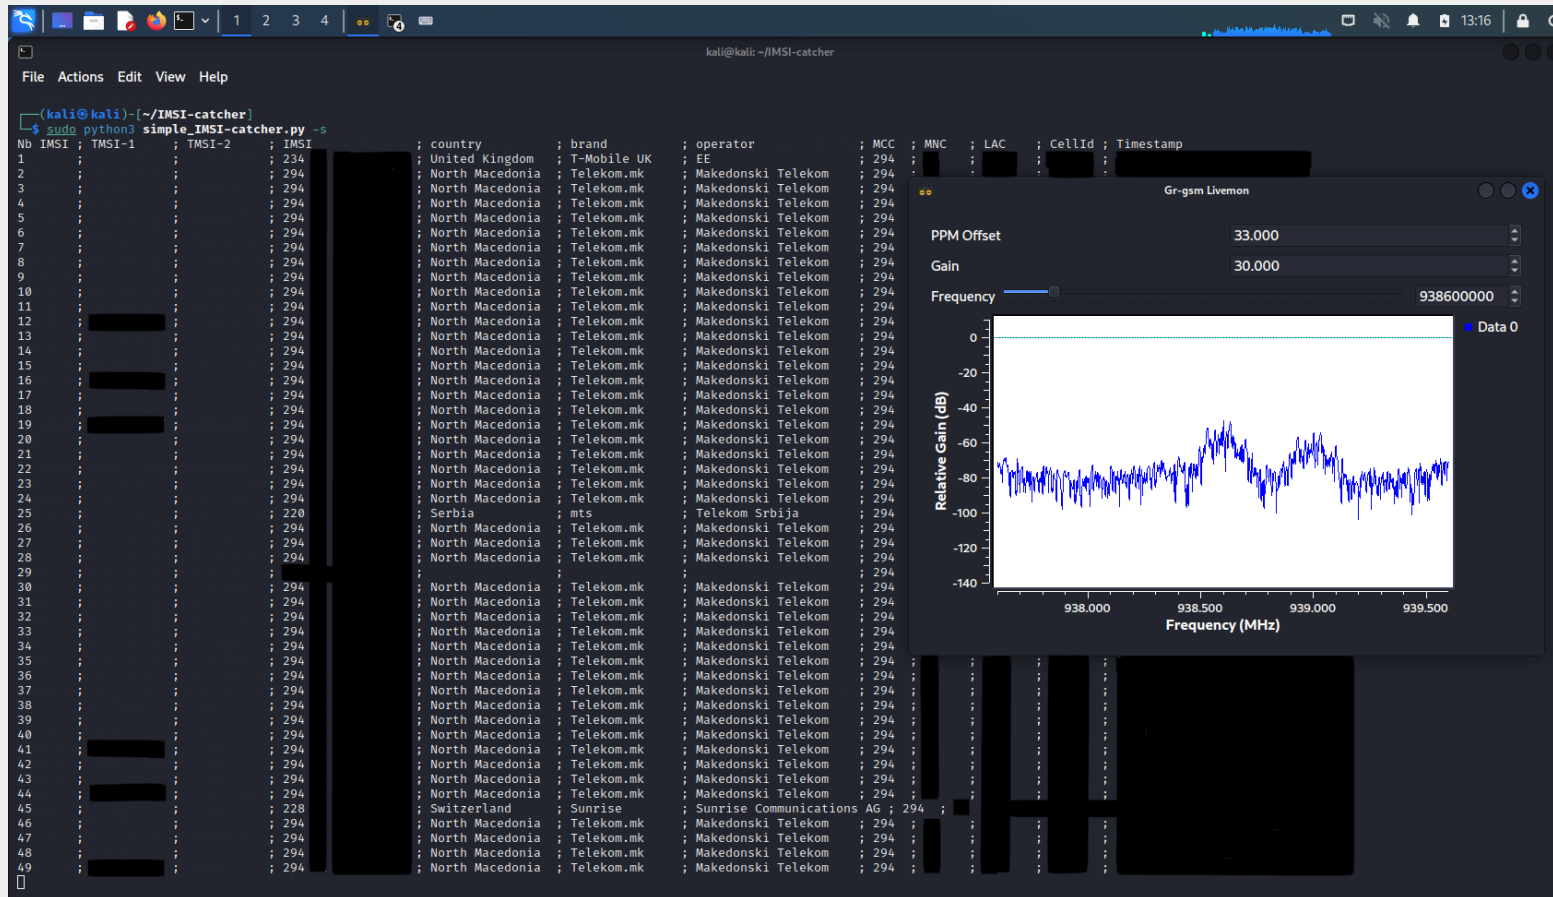 1 2 3 4 4 13:16
kali@kali: ~/IMSI-catcher
File Actions Edit View Help
(kali㉿kali)-[~/IMSI-catcher]
$ sudo python3 simple_IMSI-catcher.py -s
Nb IMSI ; TMSI-1 ; TMSI-2 ; IMSI ; country ; brand ; operator ; MCC ; MNC ; LAC ; CellId ; Timestamp
1 ; ; ; 234 ; United Kingdom ; T-Mobile UK ; EE ; 294 ; ; ; ;
2 ; ; ; 294 ; North Macedonia ; Telekom.mk ; Makedonski Telekom ; 294 ; ; ; ;
3 ; ; ; 294 ; North Macedonia ; Telekom.mk ; Makedonski Telekom ; 294
4 ; ; ; 294 ; North Macedonia ; Telekom.mk ; Makedonski Telekom ; 294
5 ; ; ; 294 ; North Macedonia ; Telekom.mk ; Makedonski Telekom ; 294
6 ; ; ; 294 ; North Macedonia ; Telekom.mk ; Makedonski Telekom ; 294
7 ; ; ; 294 ; North Macedonia ; Telekom.mk ; Makedonski Telekom ; 294
8 ; ; ; 294 ; North Macedonia ; Telekom.mk ; Makedonski Telekom ; 294
9 ; ; ; 294 ; North Macedonia ; Telekom.mk ; Makedonski Telekom ; 294
10 ; ; ; 294 ; North Macedonia ; Telekom.mk ; Makedonski Telekom ; 294
11 ; ; ; 294 ; North Macedonia ; Telekom.mk ; Makedonski Telekom ; 294
12 ; ; ; 294 ; North Macedonia ; Telekom.mk ; Makedonski Telekom ; 294
13 ; ; ; 294 ; North Macedonia ; Telekom.mk ; Makedonski Telekom ; 294
14 ; ; ; 294 ; North Macedonia ; Telekom.mk ; Makedonski Telekom ; 294
15 ; ; ; 294 ; North Macedonia ; Telekom.mk ; Makedonski Telekom ; 294
16 ; ; ; 294 ; North Macedonia ; Telekom.mk ; Makedonski Telekom ; 294
17 ; ; ; 294 ; North Macedonia ; Telekom.mk ; Makedonski Telekom ; 294
18 ; ; ; 294 ; North Macedonia ; Telekom.mk ; Makedonski Telekom ; 294
19 ; ; ; 294 ; North Macedonia ; Telekom.mk ; Makedonski Telekom ; 294
20 ; ; ; 294 ; North Macedonia ; Telekom.mk ; Makedonski Telekom ; 294
21 ; ; ; 294 ; North Macedonia ; Telekom.mk ; Makedonski Telekom ; 294
22 ; ; ; 294 ; North Macedonia ; Telekom.mk ; Makedonski Telekom ; 294
23 ; ; ; 294 ; North Macedonia ; Telekom.mk ; Makedonski Telekom ; 294
24 ; ; ; 294 ; North Macedonia ; Telekom.mk ; Makedonski Telekom ; 294
25 ; ; ; 220 ; Serbia ; mts ; Telekom Srbija ; 294
26 ; ; ; 294 ; North Macedonia ; Telekom.mk ; Makedonski Telekom ; 294
27 ; ; ; 294 ; North Macedonia ; Telekom.mk ; Makedonski Telekom ; 294
28 ; ; ; 294 ; North Macedonia ; Telekom.mk ; Makedonski Telekom ; 294
29 ; ; ; ; ; ; ; 294
30 ; ; ; 294 ; North Macedonia ; Telekom.mk ; Makedonski Telekom ; 294
31 ; ; ; 294 ; North Macedonia ; Telekom.mk ; Makedonski Telekom ; 294
32 ; ; ; 294 ; North Macedonia ; Telekom.mk ; Makedonski Telekom ; 294
33 ; ; ; 294 ; North Macedonia ; Telekom.mk ; Makedonski Telekom ; 294
34 ; ; ; 294 ; North Macedonia ; Telekom.mk ; Makedonski Telekom ; 294
35 ; ; ; 294 ; North Macedonia ; Telekom.mk ; Makedonski Telekom ; 294 ; ; ; ;
36 ; ; ; 294 ; North Macedonia ; Telekom.mk ; Makedonski Telekom ; 294 ; ; ; ;
37 ; ; ; 294 ; North Macedonia ; Telekom.mk ; Makedonski Telekom ; 294 ; ; ; ;
38 ; ; ; 294 ; North Macedonia ; Telekom.mk ; Makedonski Telekom ; 294 ; ; ; ;
39 ; ; ; 294 ; North Macedonia ; Telekom.mk ; Makedonski Telekom ; 294 ; ; ; ;
40 ; ; ; 294 ; North Macedonia ; Telekom.mk ; Makedonski Telekom ; 294 ; ; ; ;
41 ; ; ; 294 ; North Macedonia ; Telekom.mk ; Makedonski Telekom ; 294 ; ; ; ;
42 ; ; ; 294 ; North Macedonia ; Telekom.mk ; Makedonski Telekom ; 294 ; ; ; ;
43 ; ; ; 294 ; North Macedonia ; Telekom.mk ; Makedonski Telekom ; 294 ; ; ; ;
44 ; ; ; 294 ; North Macedonia ; Telekom.mk ; Makedonski Telekom ; 294 ; ; ; ;
45 ; ; ; 228 ; Switzerland ; Sunrise ; Sunrise Communications AG ; 294 ;
46 ; ; ; 294 ; North Macedonia ; Telekom.mk ; Makedonski Telekom ; 294 ; ; ; ;
47 ; ; ; 294 ; North Macedonia ; Telekom.mk ; Makedonski Telekom ; 294 ; ; ; ;
48 ; ; ; 294 ; North Macedonia ; Telekom.mk ; Makedonski Telekom ; 294 ; ; ; ;
49 ; ; ; 294 ; North Macedonia ; Telekom.mk ; Makedonski Telekom ; 294 ; ; ; ;
Gr-gsm Livemon
PPM Offset 33.000
Gain 30.000
Frequency 938600000
Data 0
0
-20
-40
-60
-80
-100
-120
-140
Relative Gain (dB)
938.000 938.500 939.000 939.500
Frequency (MHz)